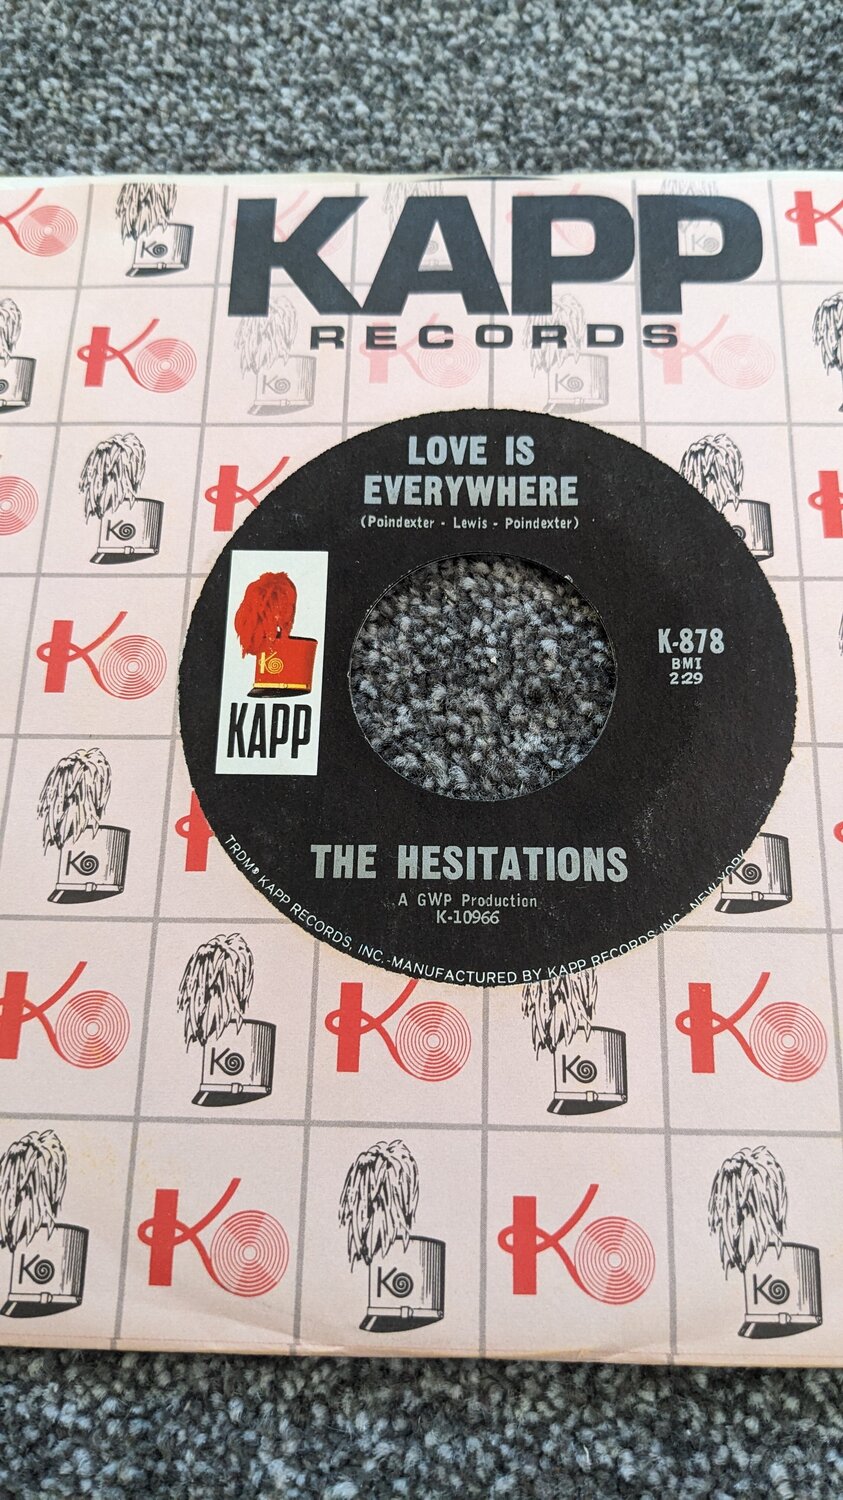 KAPP
RECORDS
LOVE IS
EVERYWHERE
(Poindexter - Lewis - Poindexter)
K-878
BMI
2:29
KAPP
THE HESITATIONS
A GWP Production
K-10966
TRDM® KAPP RECORDS, INC.-MANUFACTURED BY KAPP RECORDS INC. NEW YORK